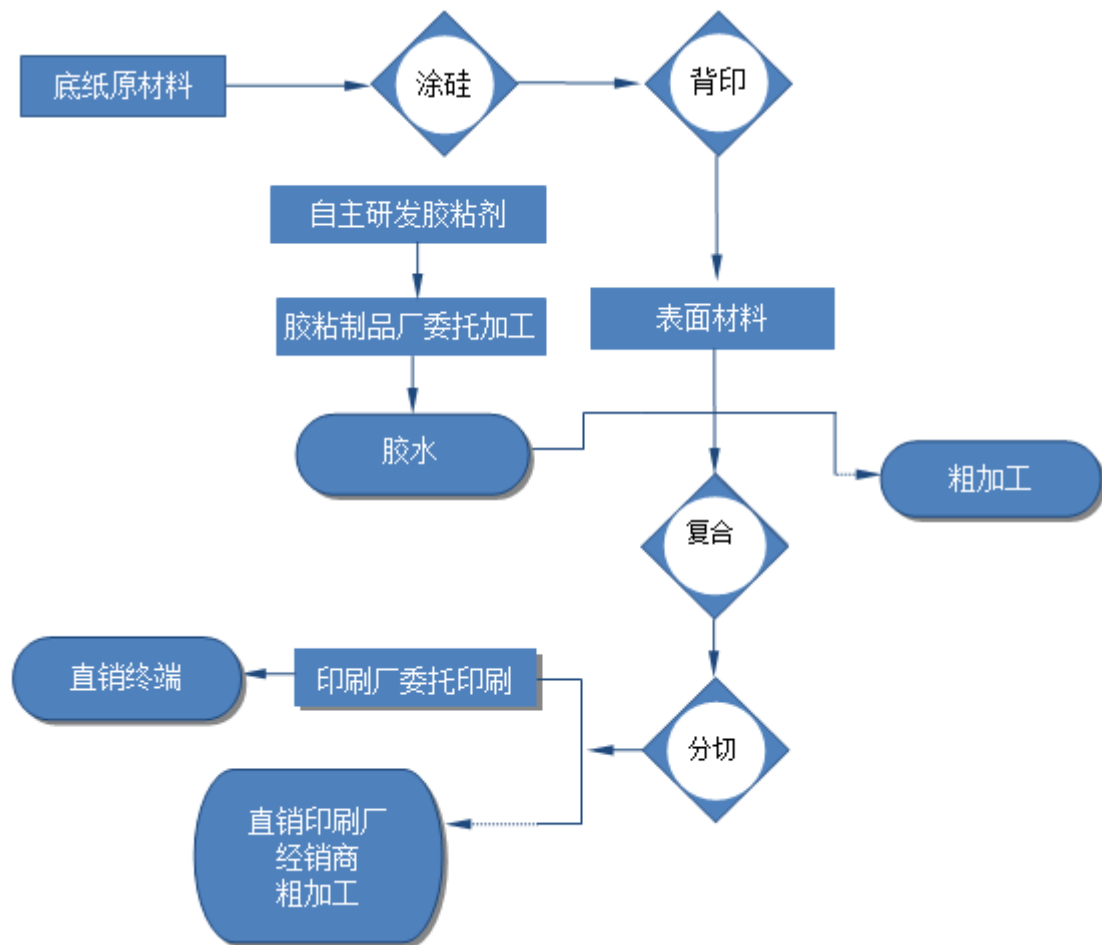 底纸原材料
涂硅
背印
自主研发胶粘剂
胶粘制品厂委托加工
表面材料
胶水
粗加工
复合
直销终端
印刷厂委托印刷
分切
直销印刷厂
经销商
粗加工